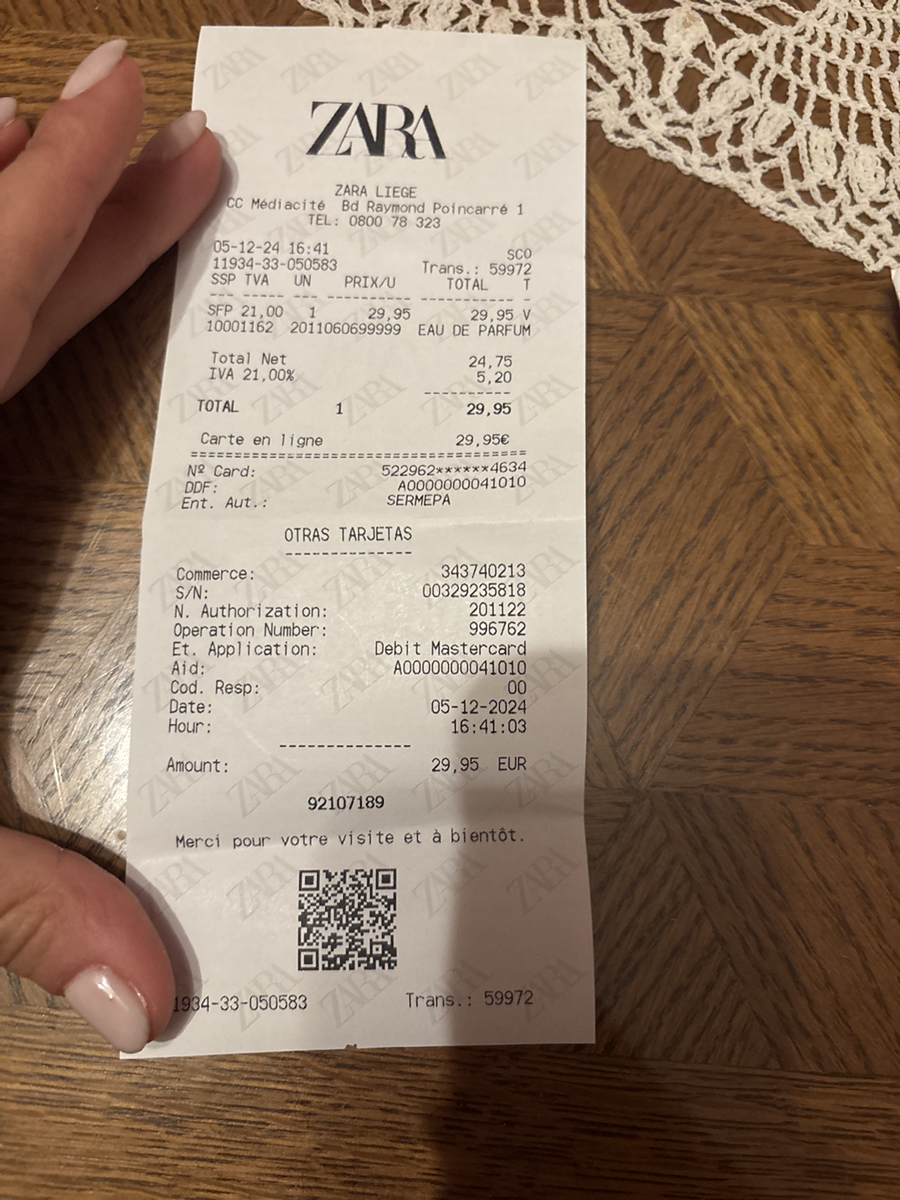 ZARA
ZARA LIEGE
CC Médiacité Bd Raymond Poincarré 1
TEL: 0800 78 323
05-12-24 16:41 SCO
11934-33-050583 Trans.: 59972
SSP TVA UN PRIX/U TOTAL T
--- ------ --- ----------- ------------ -
SFP 21,00 1 29,95 29,95 V
10001162 2011060699999 EAU DE PARFUM
Total Net 24,75
IVA 21,00% 5,20
-----------
TOTAL 1 29,95
Carte en ligne 29,95€
===========================================
Nº Card: 522962******4634
DDF: A0000000041010
Ent. Aut.: SERMEPA
OTRAS TARJETAS
--------------
Commerce: 343740213
S/N: 00329235818
N. Authorization: 201122
Operation Number: 996762
Et. Application: Debit Mastercard
Aid: A0000000041010
Cod. Resp: 00
Date: 05-12-2024
Hour: 16:41:03
--------------
Amount: 29,95 EUR
92107189
Merci pour votre visite et à bientôt.
1934-33-050583 Trans.: 59972